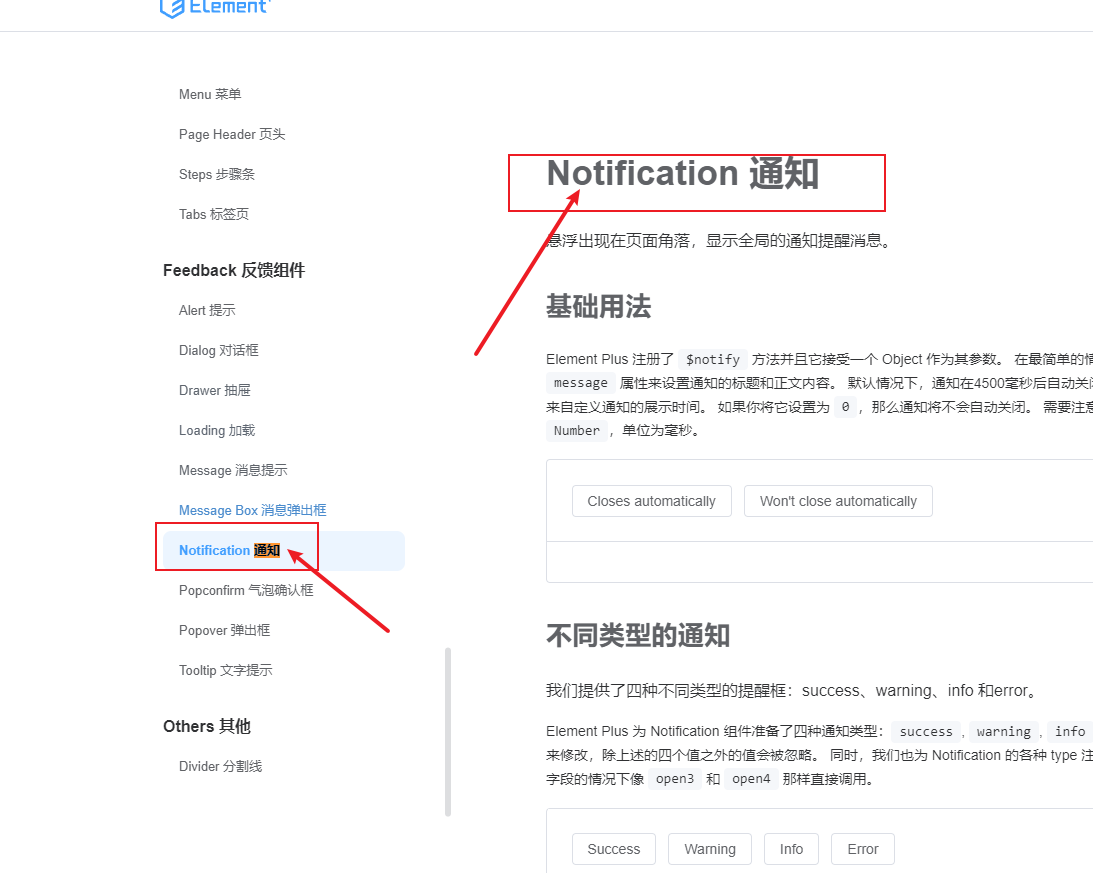 Element
Menu 菜单
Page Header 页头
Steps 步骤条
Tabs 标签页
Feedback 反馈组件
Alert 提示
Dialog 对话框
Drawer 抽屉
Loading 加载
Message 消息提示
Message Box 消息弹出框
Notification 通知
Popconfirm 气泡确认框
Popover 弹出框
Tooltip 文字提示
Others 其他
Divider 分割线
Notification 通知
悬浮出现在页面角落，显示全局的通知提醒消息。
基础用法
Element Plus 注册了 $notify 方法并且它接受一个 Object 作为其参数。 在最简单的情
message 属性来设置通知的标题和正文内容。 默认情况下，通知在4500毫秒后自动关
来自定义通知的展示时间。 如果你将它设置为 0 ，那么通知将不会自动关闭。 需要注意
Number ，单位为毫秒。
Closes automatically Won't close automatically
不同类型的通知
我们提供了四种不同类型的提醒框：success、warning、info 和error。
Element Plus 为 Notification 组件准备了四种通知类型： success , warning , info
来修改，除上述的四个值之外的值会被忽略。 同时，我们也为 Notification 的各种 type 注
字段的情况下像 open3 和 open4 那样直接调用。
Success Warning Info Error